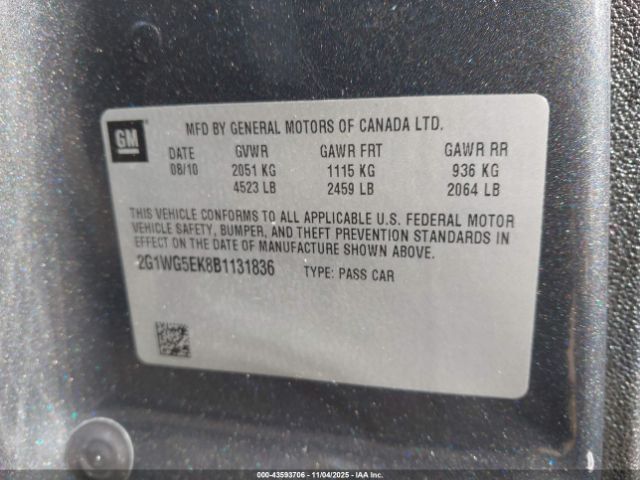 GM
MFD BY GENERAL MOTORS OF CANADA LTD.
DATE GVWR GAWR FRT GAWR RR
08/10 2051 KG 1115 KG 936 KG
4523 LB 2459 LB 2064 LB
THIS VEHICLE CONFORMS TO ALL APPLICABLE U.S. FEDERAL MOTOR
VEHICLE SAFETY, BUMPER, AND THEFT PREVENTION STANDARDS IN
EFFECT ON THE DATE OF MANUFACTURE SHOWN ABOVE.
2G1WG5EK8B1131836 TYPE: PASS CAR
000-43593706 - 11/04/2025 - IAA Inc.